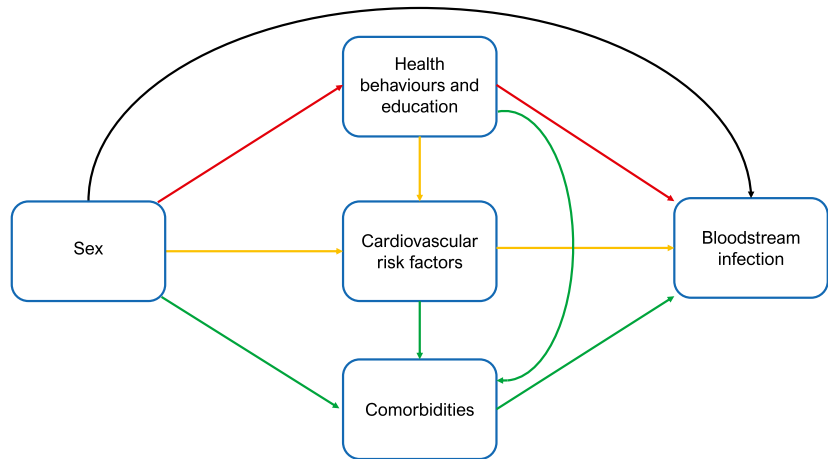 Health
behaviours and
education
Sex
Cardiovascular
risk factors
Bloodstream
infection
Comorbidities